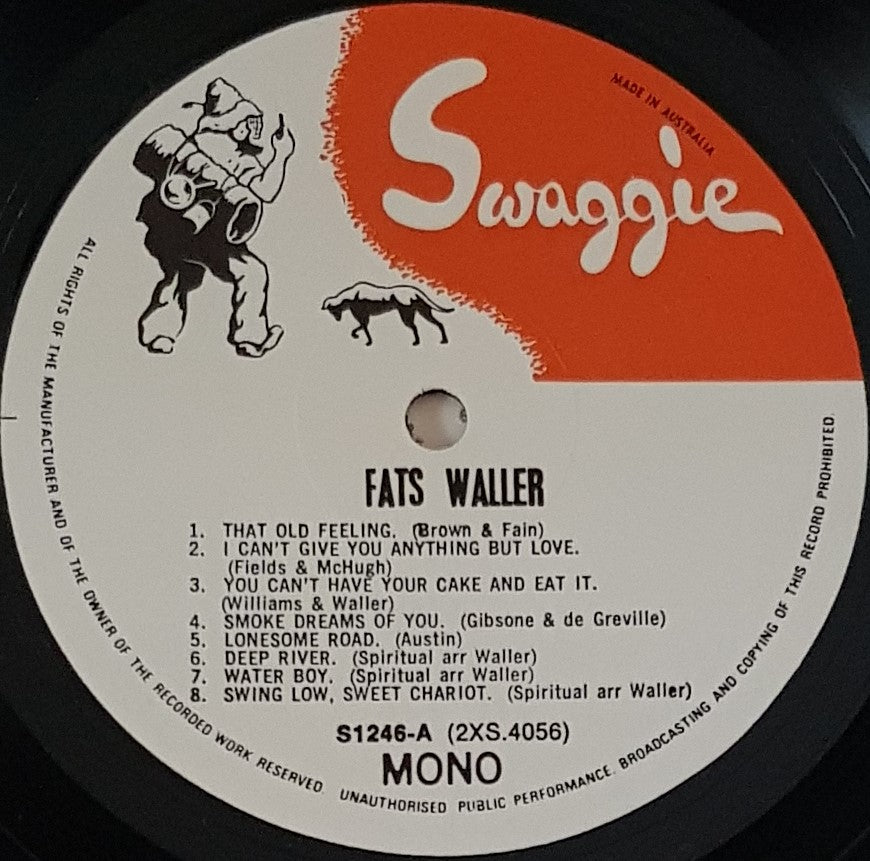 MADE IN AUSTRALIA
Swaggie
FATS WALLER
1. THAT OLD FEELING. (Brown & Fain)
2. I CAN'T GIVE YOU ANYTHING BUT LOVE.
(Fields & McHugh)
3. YOU CAN'T HAVE YOUR CAKE AND EAT IT.
(Williams & Waller)
4. SMOKE DREAMS OF YOU. (Gibsone & de Greville)
5. LONESOME ROAD. (Austin)
6. DEEP RIVER. (Spiritual arr Waller)
7. WATER BOY. (Spiritual arr Waller)
8. SWING LOW, SWEET CHARIOT. (Spiritual arr Waller)
S1246-A (2XS.4056)
MONO
ALL RIGHTS OF THE MANUFACTURER AND OF THE OWNER OF THE RECORDED WORK RESERVED. UNAUTHORISED PUBLIC PERFORMANCE. BROADCASTING AND COPYING OF THIS RECORD PROHIBITED.